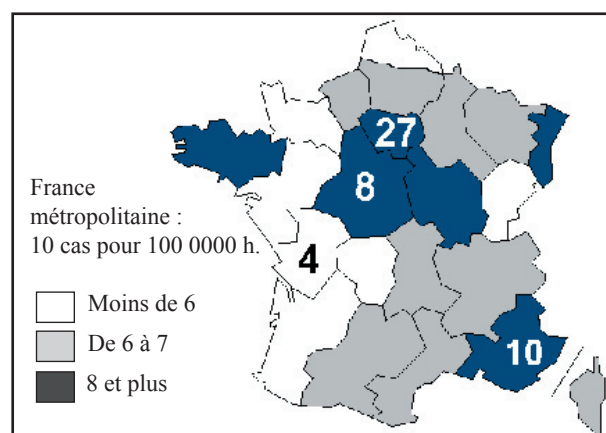 27
8
France
métropolitaine :
10 cas pour 100 0000 h.
4
Moins de 6
De 6 à 7
8 et plus
10